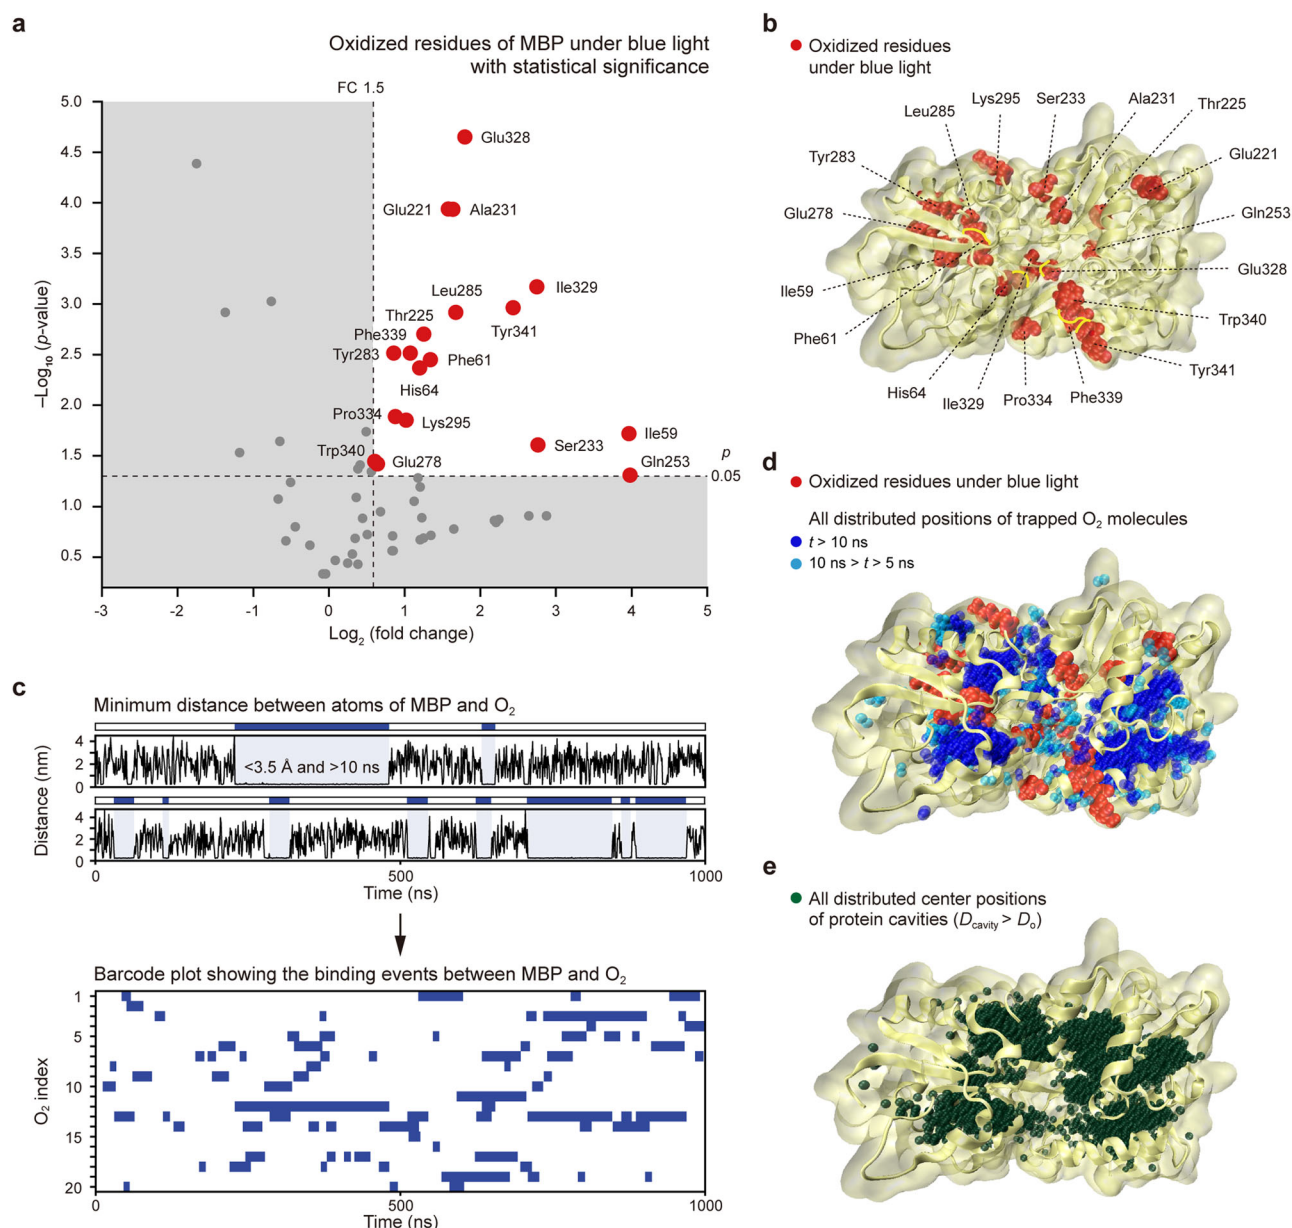 a
Oxidized residues of MBP under blue light
with statistical significance
FC 1.5
5.0
4.5
4.0
3.5
3.0
2.5
2.0
1.5
1.0
0.5
–Log10 (p-value)
Glu328
Glu221
Ala231
Ile329
Leu285
Tyr341
Thr225
Phe339
Tyr283
Phe61
His64
Pro334
Lys295
Ser233
Ile59
Trp340
Glu278
Gln253
p
0.05
-3
-2
-1
0
1
2
3
4
5
Log2 (fold change)
b
Oxidized residues
under blue light
Lys295
Ser233
Ala231
Thr225
Leu285
Tyr283
Glu221
Glu278
Gln253
Glu328
Ile59
Trp340
Phe61
Tyr341
His64
Ile329
Pro334
Phe339
c
Minimum distance between atoms of MBP and O2
4
2
0
<3.5 Å and >10 ns
4
2
0
Distance (nm)
0
500
1000
Time (ns)
Barcode plot showing the binding events between MBP and O2
1
5
10
15
20
O2 index
0
500
1000
Time (ns)
d
Oxidized residues under blue light
All distributed positions of trapped O2 molecules
t > 10 ns
10 ns > t > 5 ns
e
All distributed center positions
of protein cavities (Dcavity > Do)